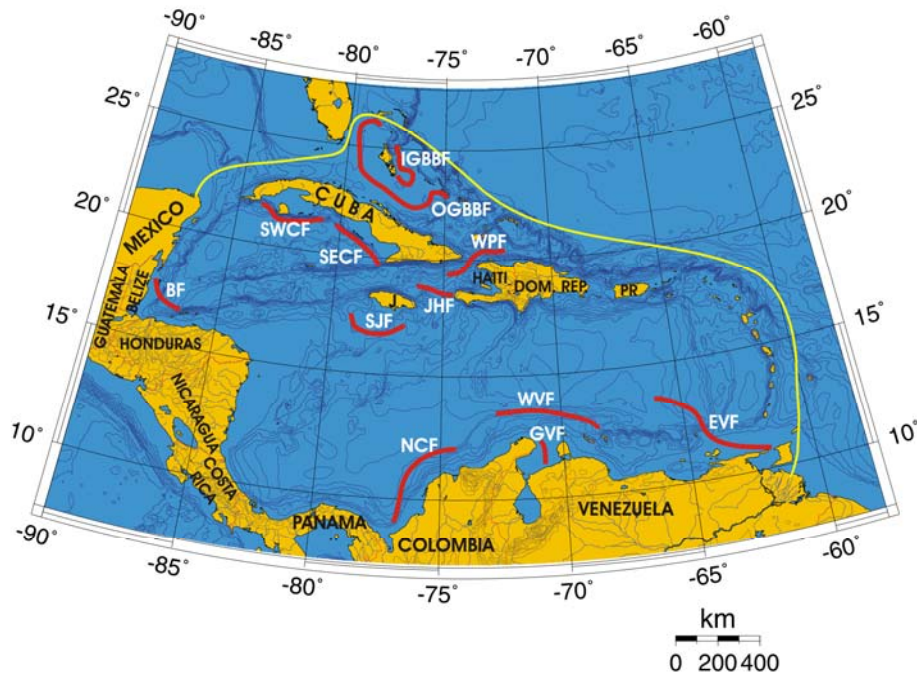 -90˚
-85˚
-80˚
-75˚
-70˚
-65˚
-60˚
25˚
25˚
IGBBF
CUBA
OGBBF
20˚
20˚
MEXICO
SWCF
WPF
SECF
HAITI
DOM. REP.
PR
GUATEMALA
BELIZE
BF
J
JHF
SJF
15˚
15˚
HONDURAS
NICARAGUA
WVF
EVF
GVF
NCF
10˚
10˚
COSTA
RICA
PANAMA
COLOMBIA
VENEZUELA
-90˚
-85˚
-80˚
-75˚
-70˚
-65˚
-60˚
km
0 200 400